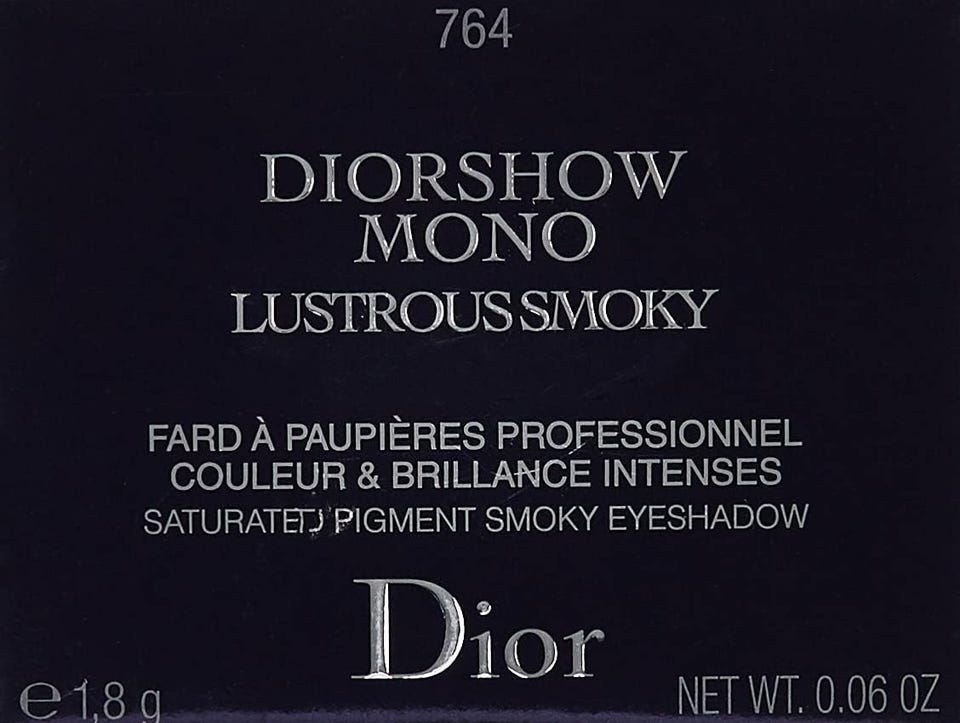 764
DIORSHOW
MONO
LUSTROUS SMOKY
FARD À PAUPIÈRES PROFESSIONNEL
COULEUR & BRILLANCE INTENSES
SATURATED PIGMENT SMOKY EYESHADOW
Dior
℮ 1,8 g
NET WT. 0.06 OZ